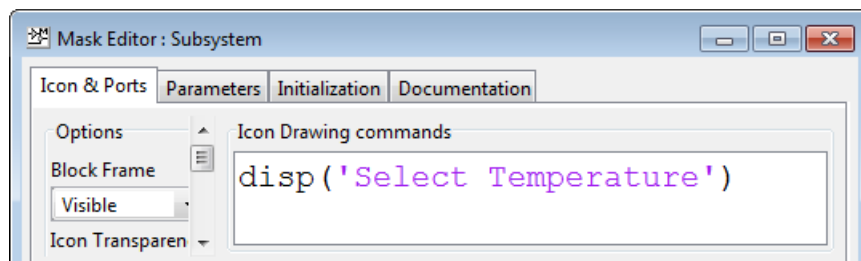 Mask Editor : Subsystem
Icon & Ports Parameters Initialization Documentation
Options
Block Frame
Visible
Icon Transparen
Icon Drawing commands
disp('Select Temperature')